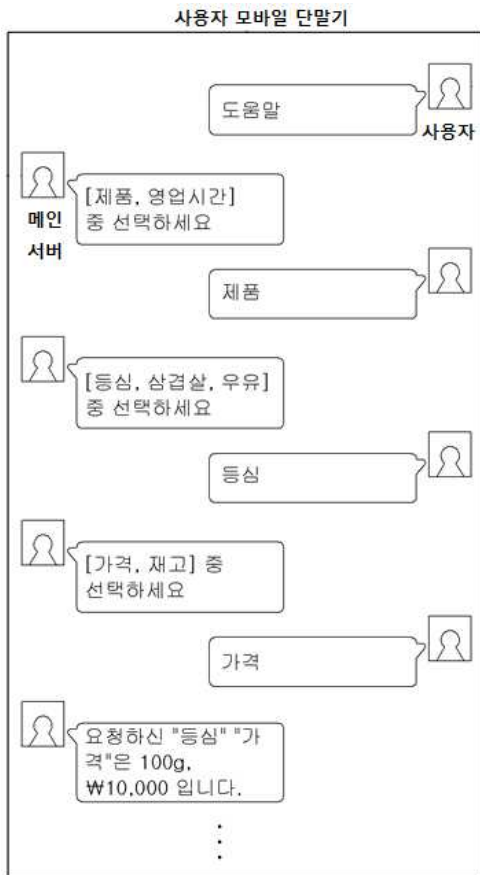 사용자 모바일 단말기
도움말
사용자
[제품, 영업시간]
중 선택하세요
메인
서버
제품
[등심, 삼겹살, 우유]
중 선택하세요
등심
[가격, 재고] 중
선택하세요
가격
요청하신 "등심" "가
격"은 100g,
₩10,000 입니다.